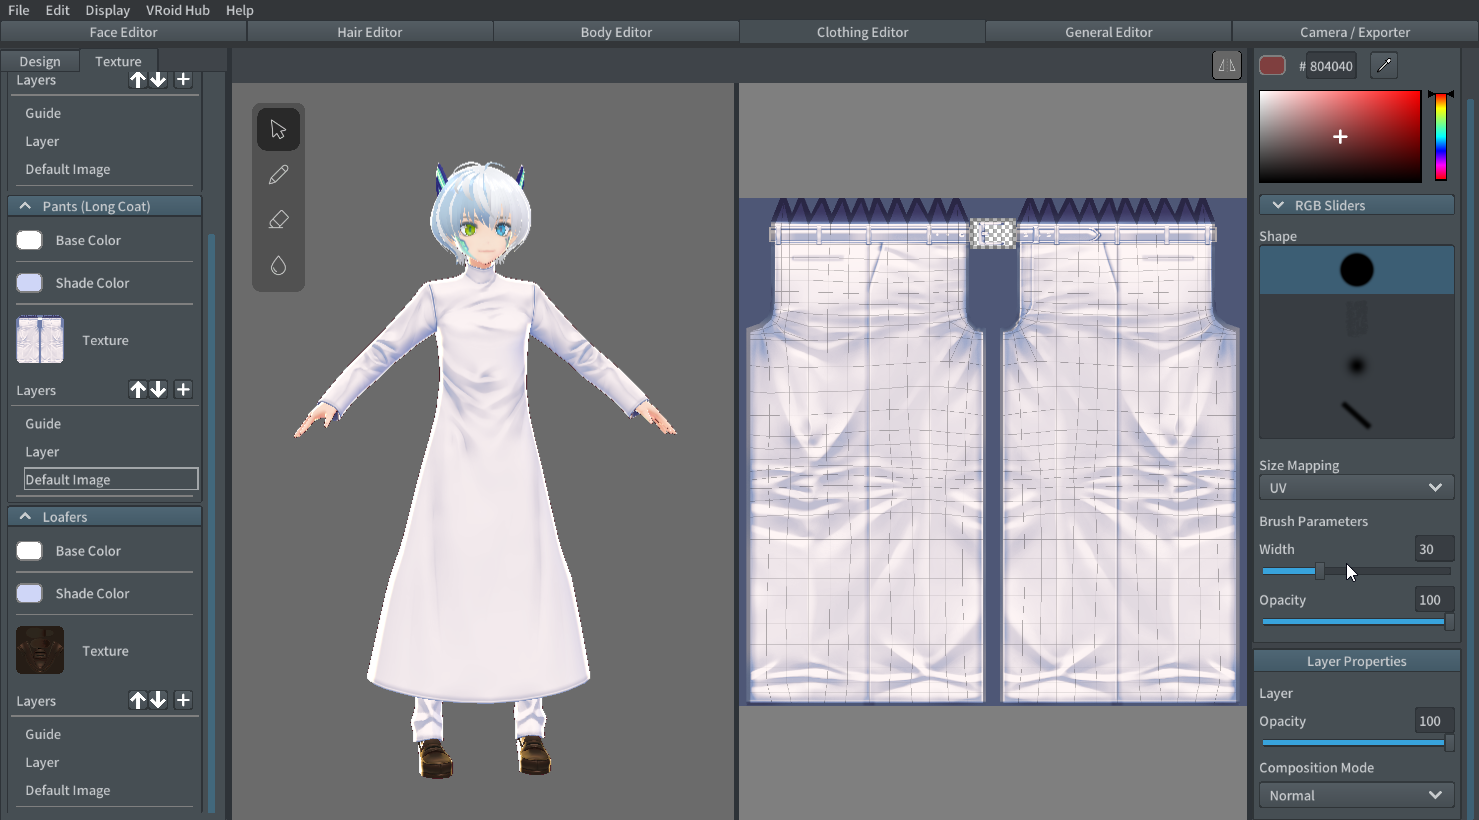 File Edit Display VRoid Hub Help
Face Editor Hair Editor Body Editor Clothing Editor General Editor Camera / Exporter
Design Texture
Layers
Guide
Layer
Default Image
Pants (Long Coat)
Base Color
Shade Color
Texture
Layers
Guide
Layer
Default Image
Loafers
Base Color
Shade Color
Texture
Layers
Guide
Layer
Default Image
# 804040
RGB Sliders
Shape
Size Mapping
UV
Brush Parameters
Width 30
Opacity 100
Layer Properties
Layer
Opacity 100
Composition Mode
Normal